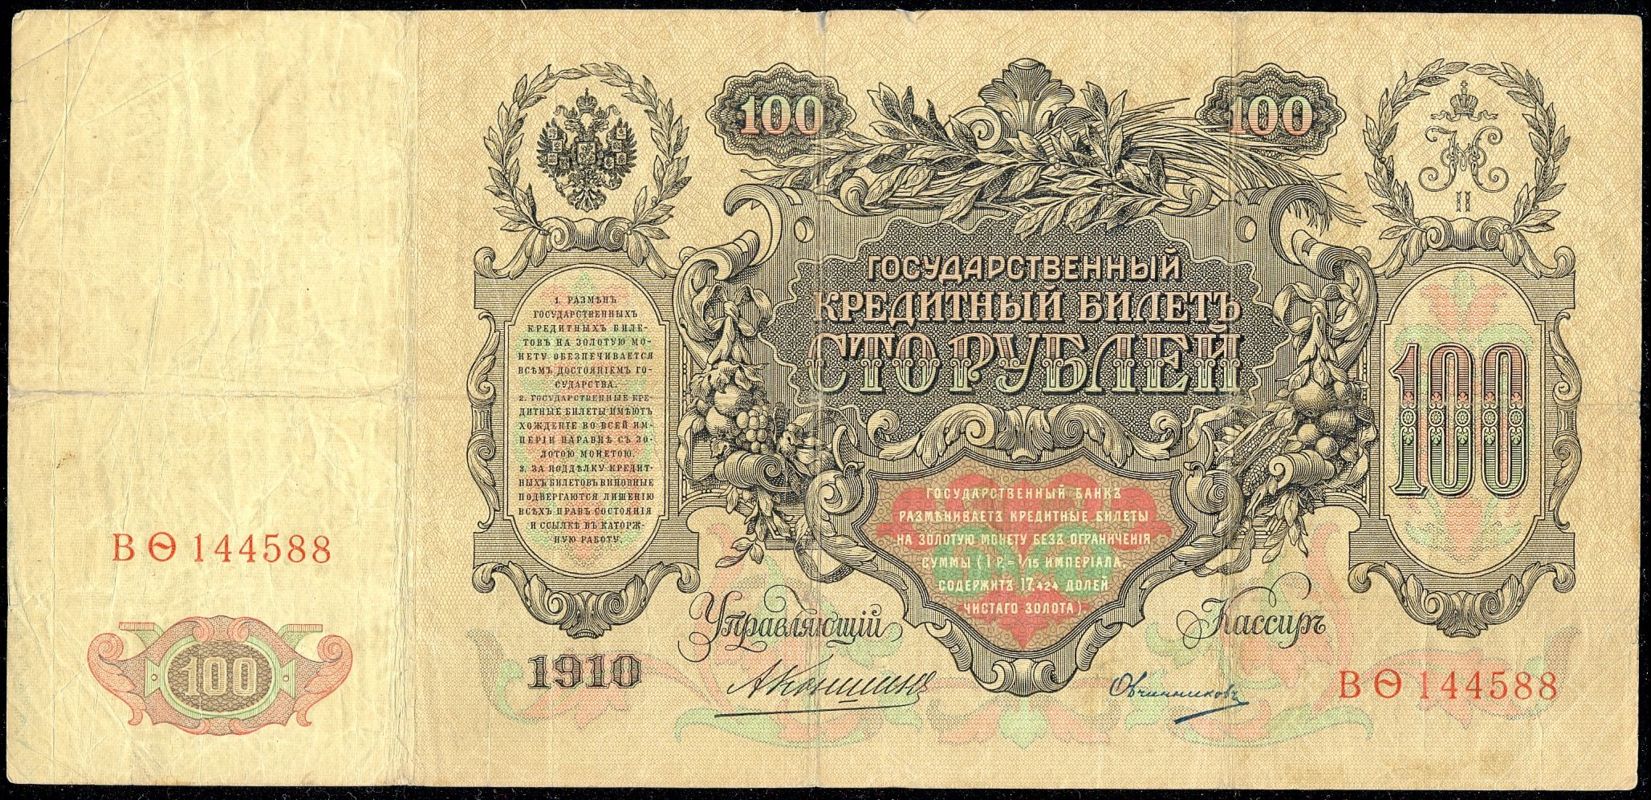 100
100
II
ГОСУДАРСТВЕННЫЙ
КРЕДИТНЫЙ БИЛЕТЪ
СТО РУБЛЕЙ
1. РАЗМѢНЪ
ГОСУДАРСТВЕННЫХЪ
КРЕДИТНЫХЪ БИЛЕ-
ТОВЪ НА ЗОЛОТУЮ МО-
НЕТУ ОБЕЗПЕЧИВАЕТСЯ
ВСѢМЪ ДОСТОЯНІЕМЪ ГО-
СУДАРСТВА.
2. ГОСУДАРСТВЕННЫЕ КРЕ-
ДИТНЫЕ БИЛЕТЫ ИМѢЮТЪ
ХОЖДЕНІЕ ВО ВСЕЙ ИМ-
ПЕРІИ НАРАВНѢ СЪ ЗО-
ЛОТОЮ МОНЕТОЮ.
3. ЗА ПОДДѢЛКУ КРЕДИТ-
НЫХЪ БИЛЕТОВЪ ВИНОВНЫЕ
ПОДВЕРГАЮТСЯ ЛИШЕНІЮ
ВСѢХЪ ПРАВЪ СОСТОЯНІЯ
И ССЫЛКѢ ВЪ КАТОРЖ-
НУЮ РАБОТУ.
100
ГОСУДАРСТВЕННЫЙ БАНКЪ
РАЗМѢНИВАЕТЪ КРЕДИТНЫЕ БИЛЕТЫ
НА ЗОЛОТУЮ МОНЕТУ БЕЗЪ ОГРАНИЧЕНІЯ
СУММЫ (1 Р.= 1/15 ИМПЕРІАЛА,
СОДЕРЖИТЪ 17,424 ДОЛЕЙ
ЧИСТАГО ЗОЛОТА).
ВѲ 144588
100
Управляющій
Кассиръ
1910
АКоншинъ
Овчинниковъ
ВѲ 144588